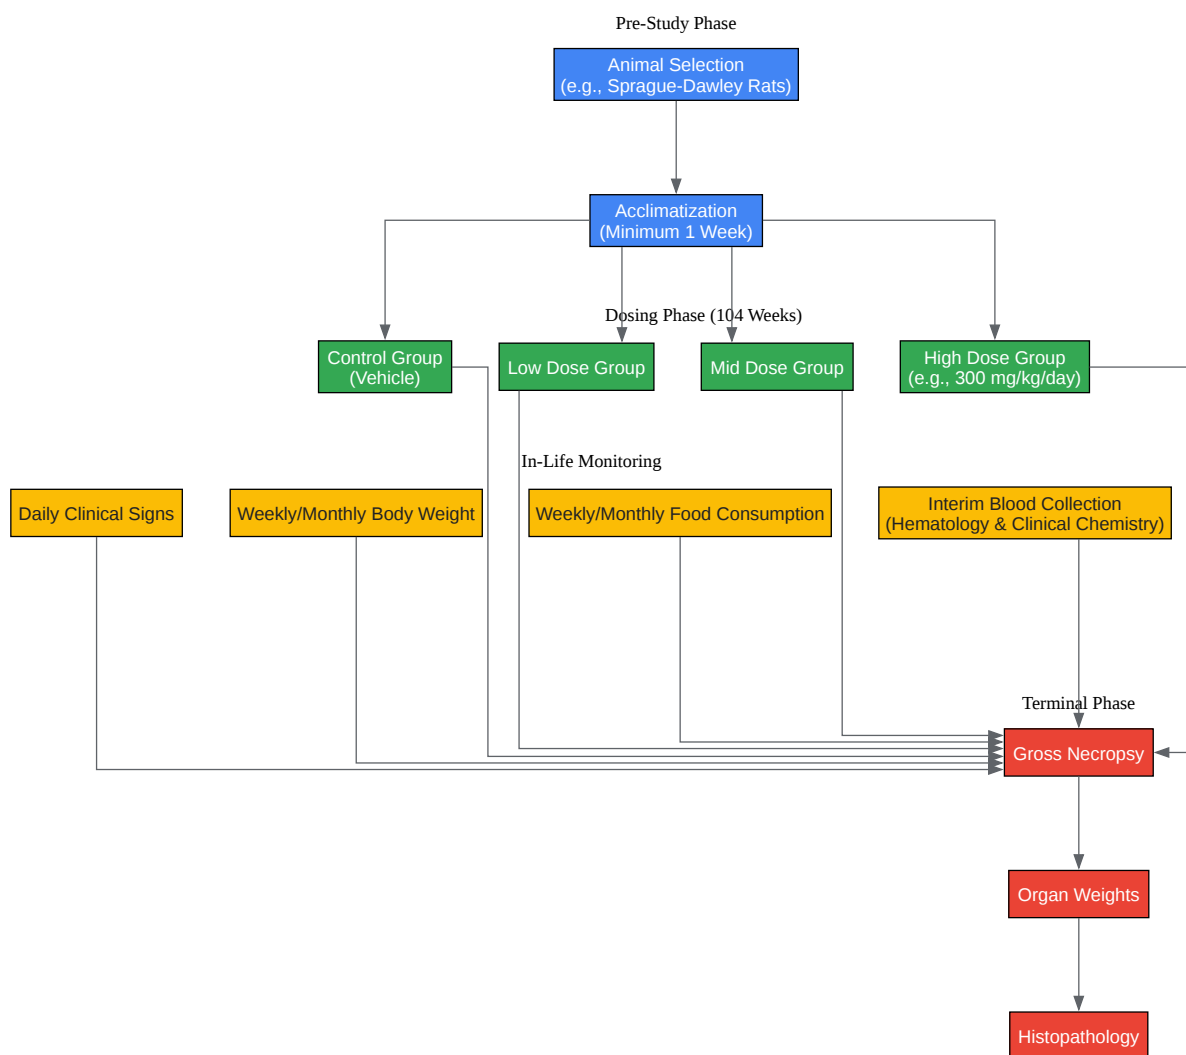 Pre-Study Phase
Animal Selection
(e.g., Sprague-Dawley Rats)
Acclimatization
(Minimum 1 Week)
Dosing Phase (104 Weeks)
Control Group
(Vehicle)
Low Dose Group
Mid Dose Group
High Dose Group
(e.g., 300 mg/kg/day)
In-Life Monitoring
Daily Clinical Signs
Weekly/Monthly Body Weight
Weekly/Monthly Food Consumption
Interim Blood Collection
(Hematology & Clinical Chemistry)
Terminal Phase
Gross Necropsy
Organ Weights
Histopathology